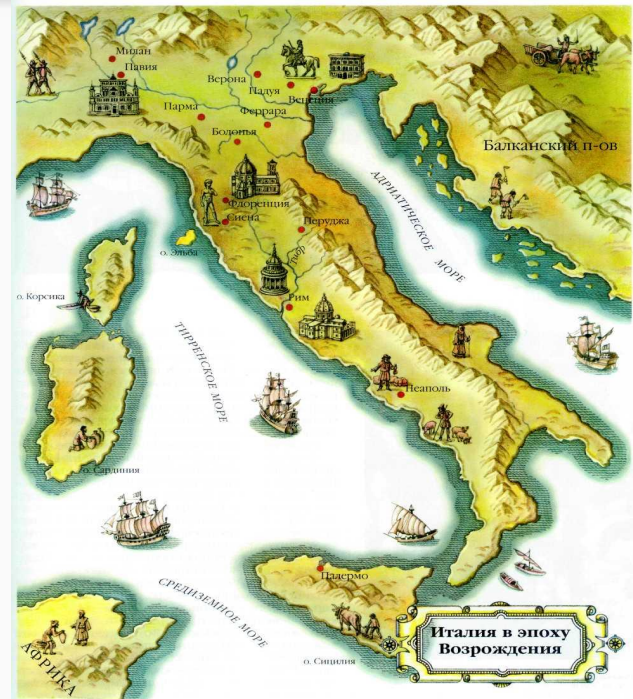 Милан
Павия
Верона
Падуя
Венеция
Парма
Феррара
Болонья
Балканский п-ов
АДРИАТИЧЕСКОЕ МОРЕ
Флоренция
Сиена
Перуджа
Тибр
о. Эльба
о. Корсика
Рим
ТИРРЕНСКОЕ МОРЕ
Неаполь
о. Сардиния
Палермо
СРЕДИЗЕМНОЕ МОРЕ
АФРИКА
о. Сицилия
Италия в эпоху
Возрождения